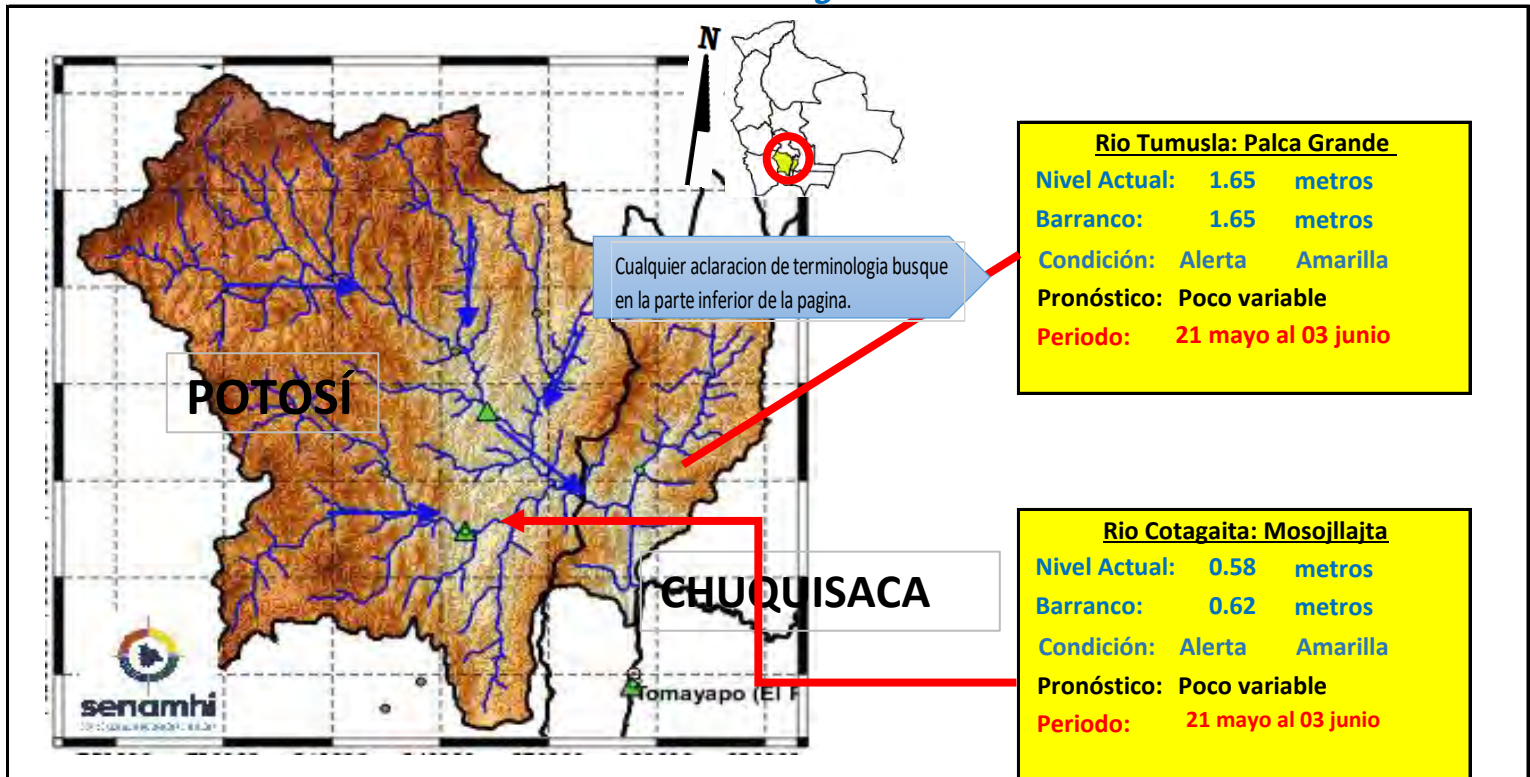 N
Cualquier aclaracion de terminologia busque
en la parte inferior de la pagina.
POTOSÍ
CHUQUISACA
Tomayapo (El
senamhi
Rio Tumusla: Palca Grande
Nivel Actual: 1.65 metros
Barranco: 1.65 metros
Condición: Alerta Amarilla
Pronóstico: Poco variable
Periodo: 21 mayo al 03 junio
Rio Cotagaita: Mosojllajta
Nivel Actual: 0.58 metros
Barranco: 0.62 metros
Condición: Alerta Amarilla
Pronóstico: Poco variable
Periodo: 21 mayo al 03 junio